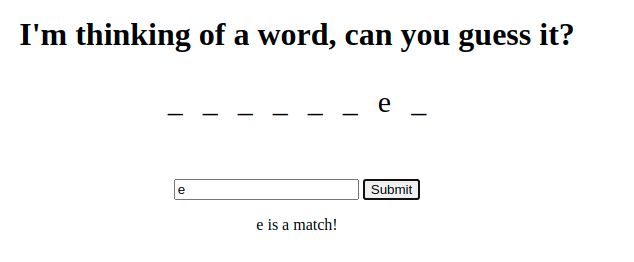 I'm thinking of a word, can you guess it?
_ _ _ _ _ _ e _
e Submit
e is a match!